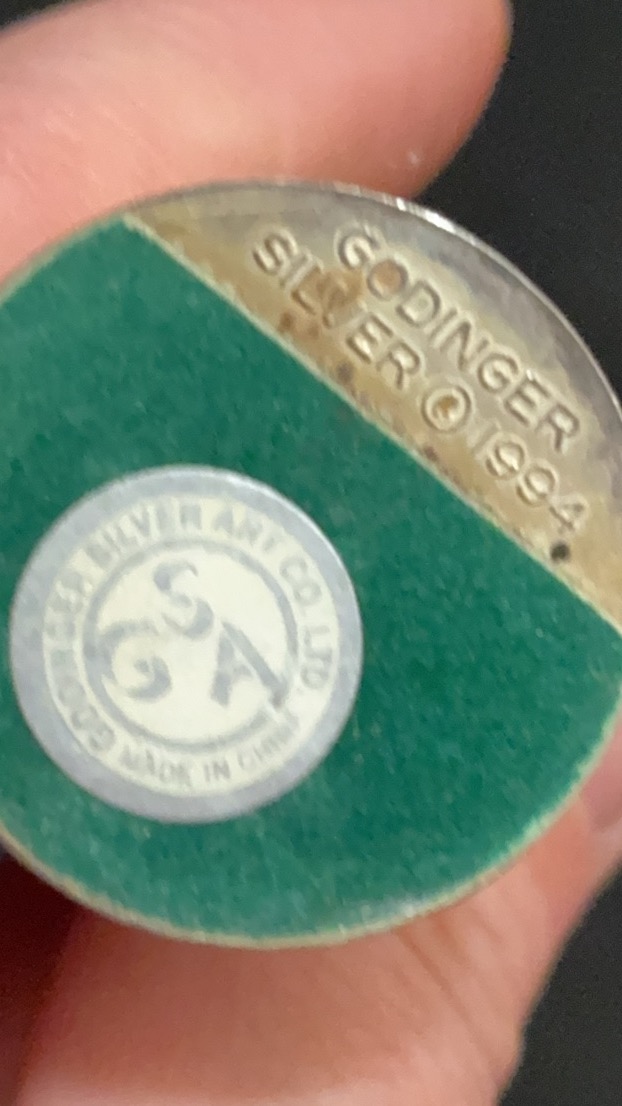 GODINGER
SILVER © 1994
GODINGER SILVER ART CO. LTD.
GSA
MADE IN CHINA